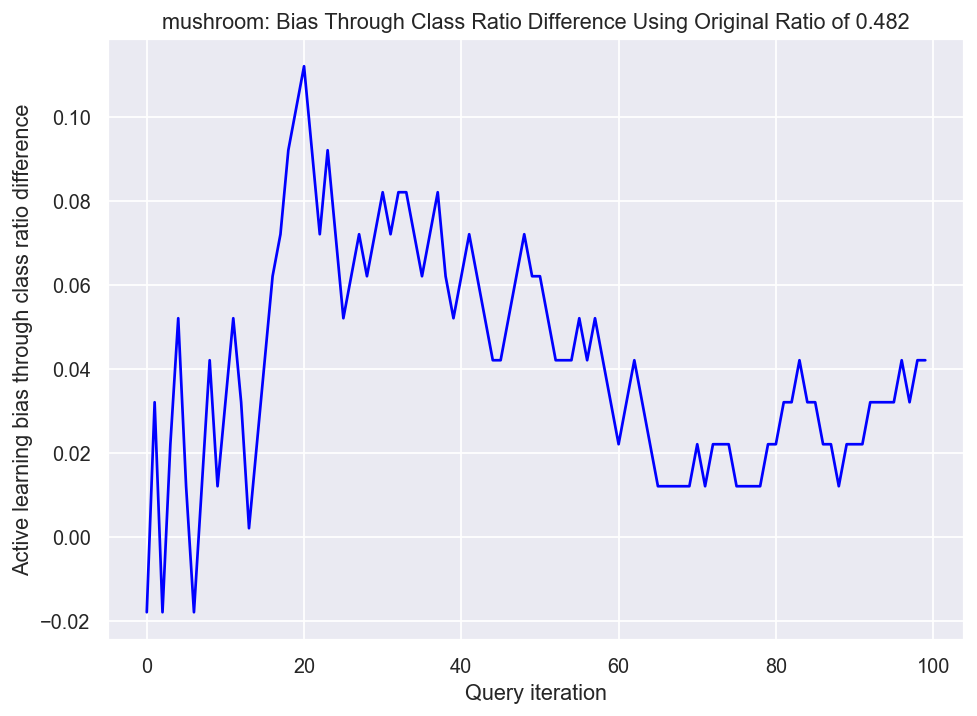 mushroom: Bias Through Class Ratio Difference Using Original Ratio of 0.482
Active learning bias through class ratio difference
0.10
0.08
0.06
0.04
0.02
0.00
−0.02
0 20 40 60 80 100
Query iteration